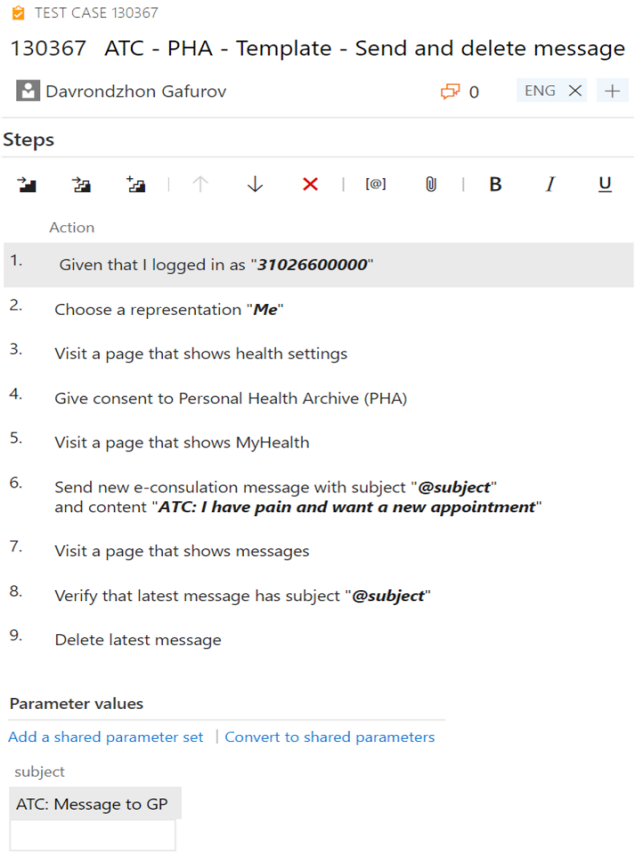 TEST CASE 130367
130367 ATC - PHA - Template - Send and delete message
Davrondzhon Gafurov 0 ENG
Steps
[@] B I U
Action
1. Given that I logged in as "31026600000"
2. Choose a representation "Me"
3. Visit a page that shows health settings
4. Give consent to Personal Health Archive (PHA)
5. Visit a page that shows MyHealth
6. Send new e-consulation message with subject "@subject"
and content "ATC: I have pain and want a new appointment"
7. Visit a page that shows messages
8. Verify that latest message has subject "@subject"
9. Delete latest message
Parameter values
Add a shared parameter set | Convert to shared parameters
subject
ATC: Message to GP